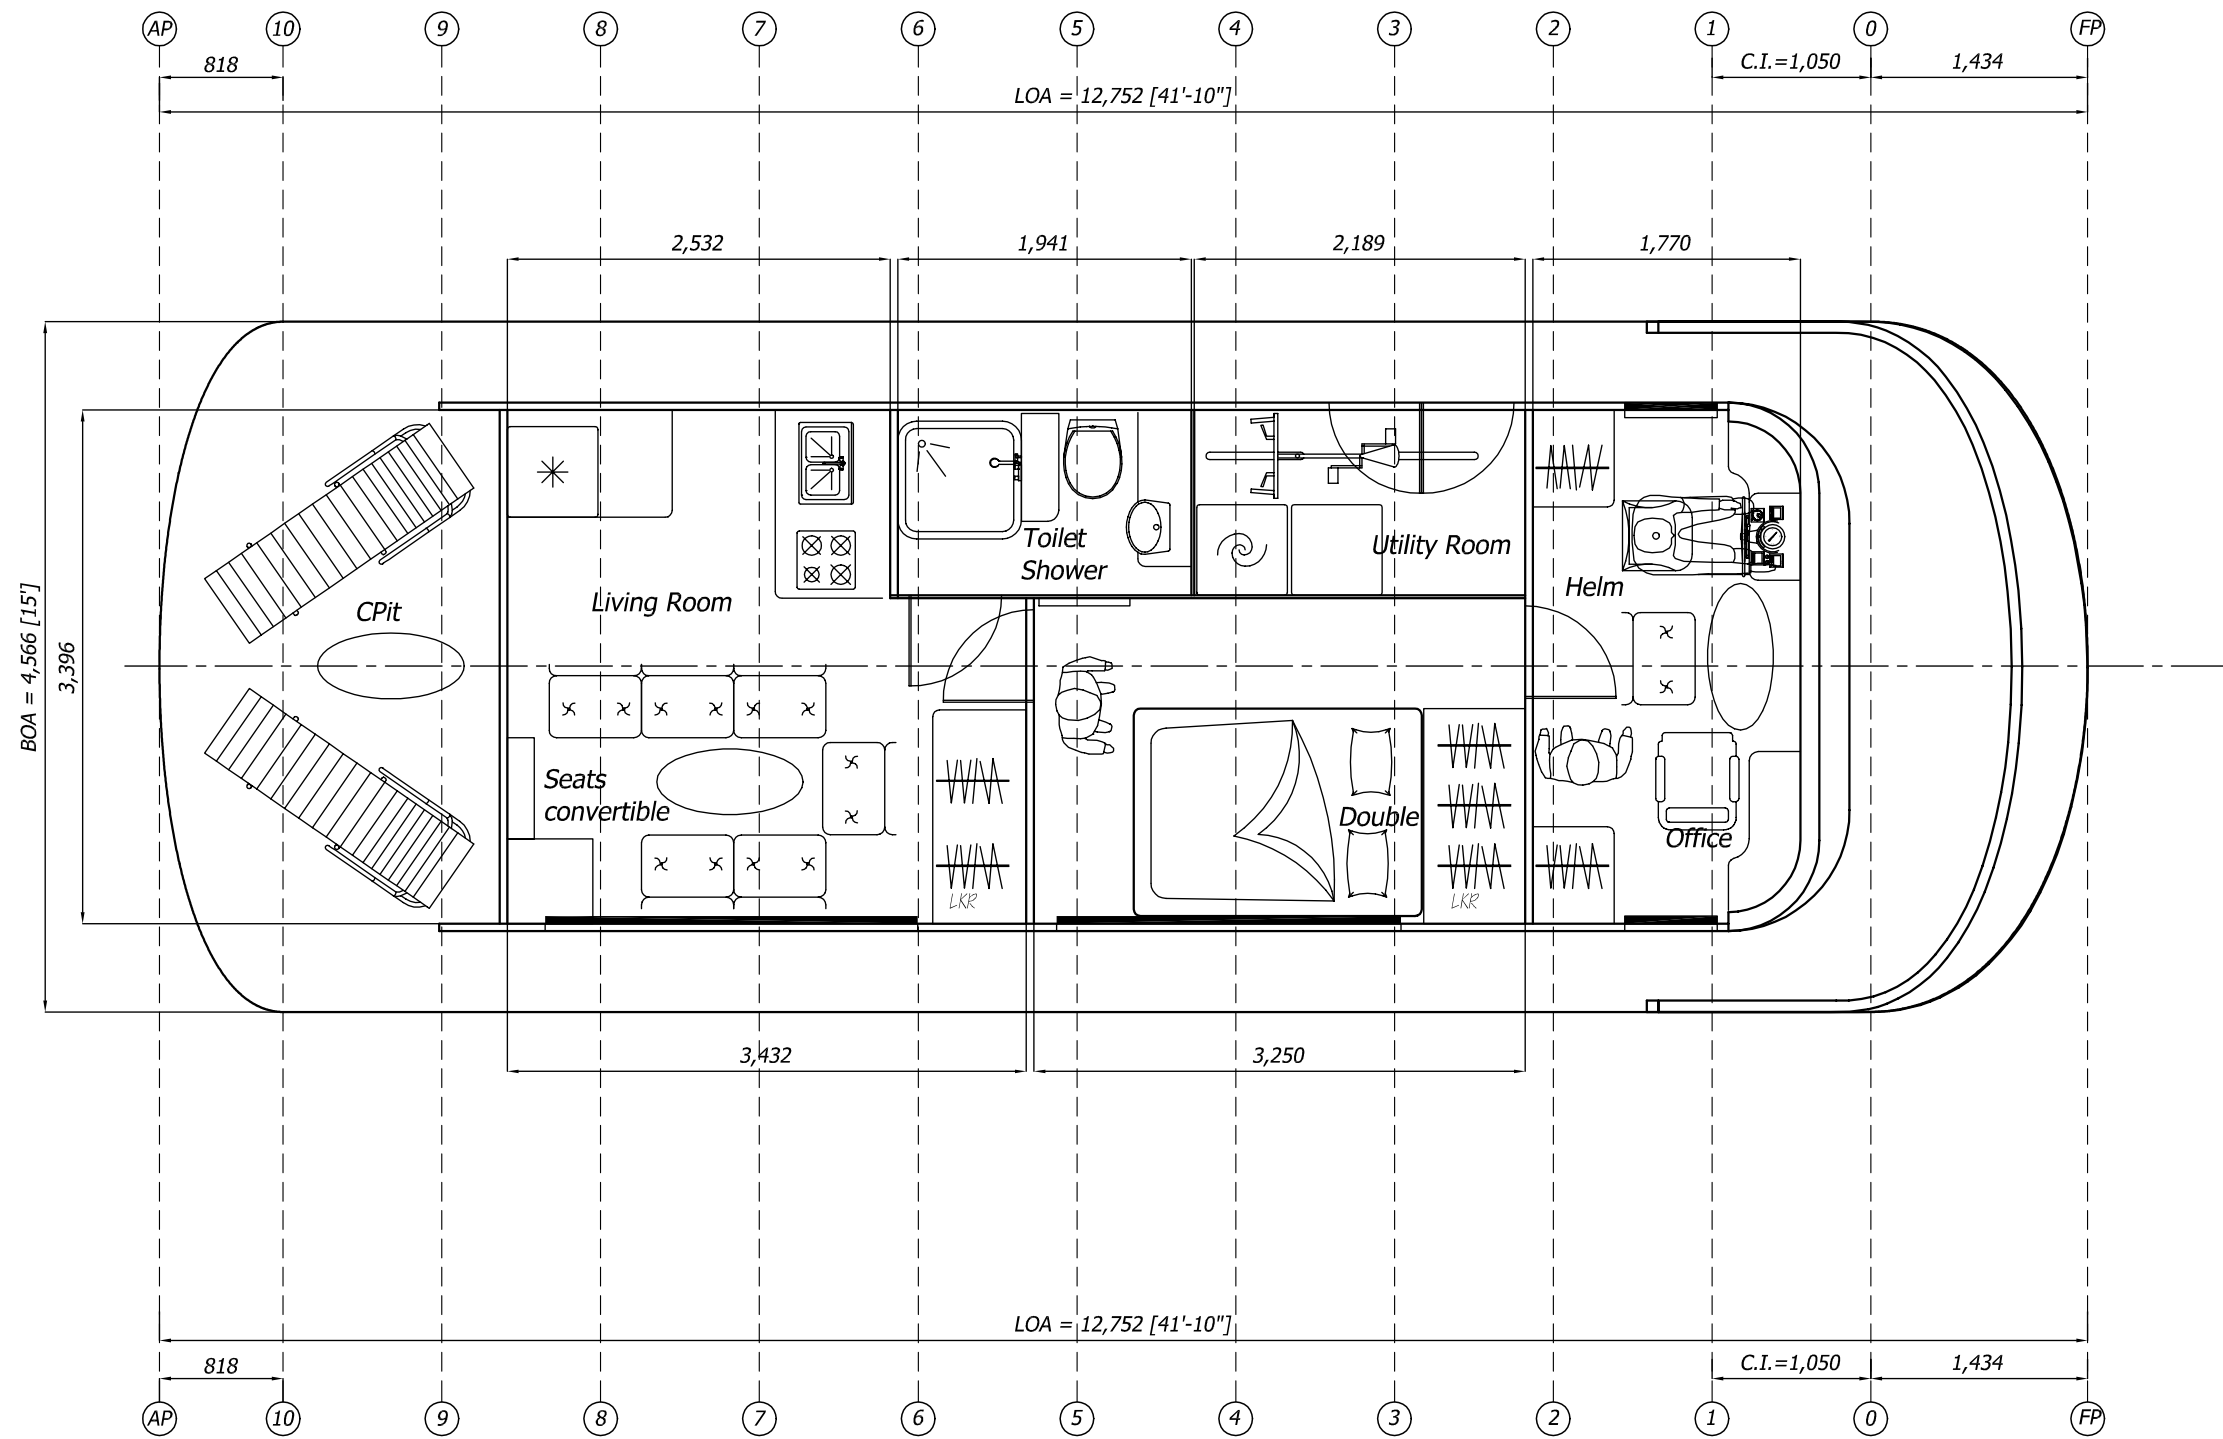 AP 10 9 8 7 6 5 4 3 2 1 0 FP
818 C.I.=1,050 1,434
LOA = 12,752 [41'-10"]
2,532 1,941 2,189 1,770
BOA = 4,566 [15']
3,396
CPit
Living Room
Toilet
Shower
Utility Room
Helm
Seats
convertible
Double
Office
LKR
LKR
3,432 3,250
LOA = 12,752 [41'-10"]
818 C.I.=1,050 1,434
AP 10 9 8 7 6 5 4 3 2 1 0 FP